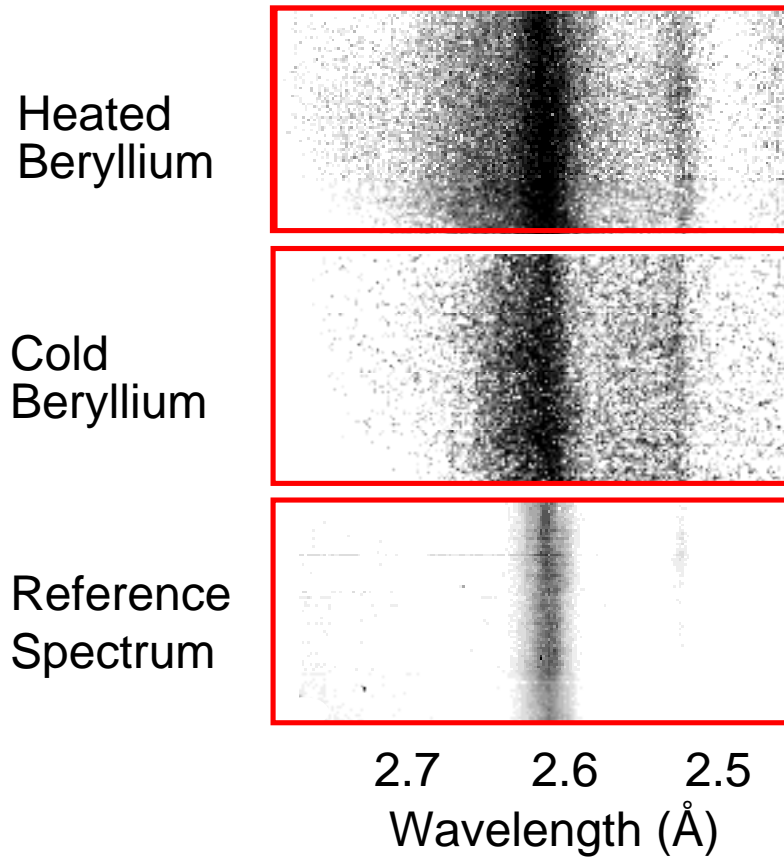 Heated
Beryllium
Cold
Beryllium
Reference
Spectrum
2.7 2.6 2.5
Wavelength (Å)